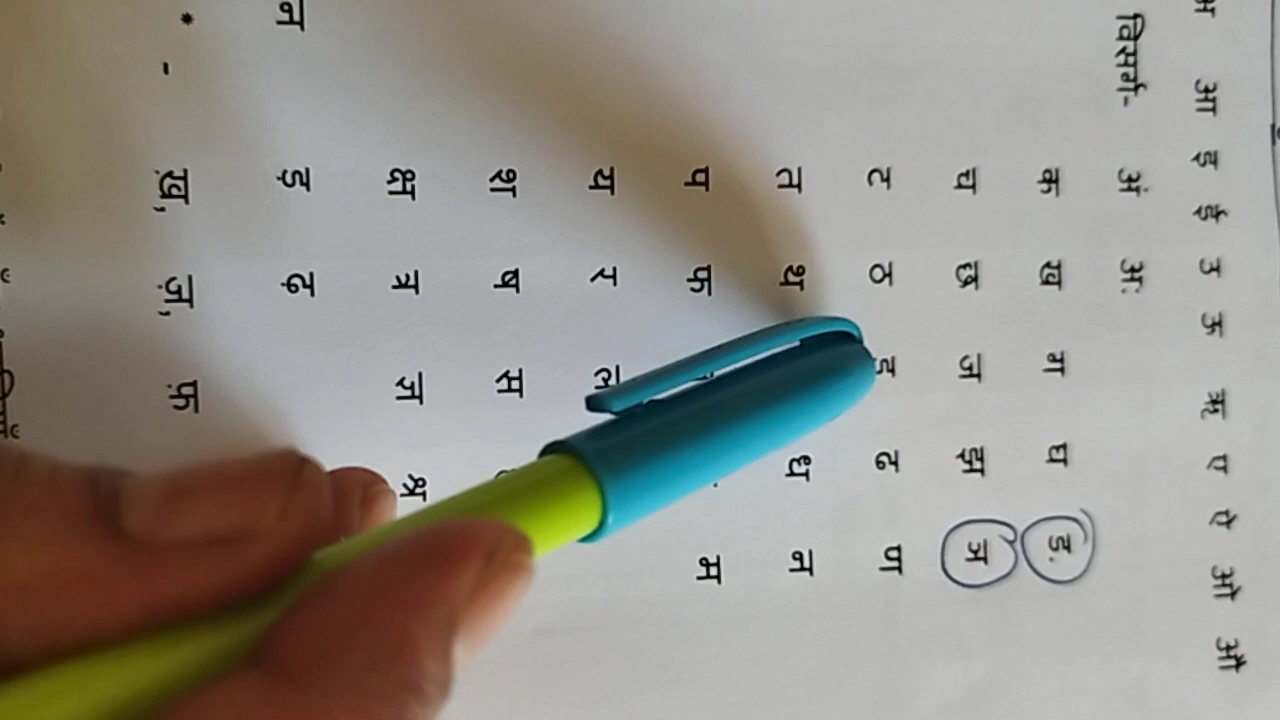 आ इ ई उ ऊ ऋ ए ऐ ओ औ
विसर्ग- अं अः
क ख ग घ ङ
च छ ज झ ञ
ट ठ ड ढ ण
त थ ध न
प फ म
य र ल
श ष स
क्ष त्र ज्ञ श्र
ड़ ढ़
* - ख़, ज़, फ़